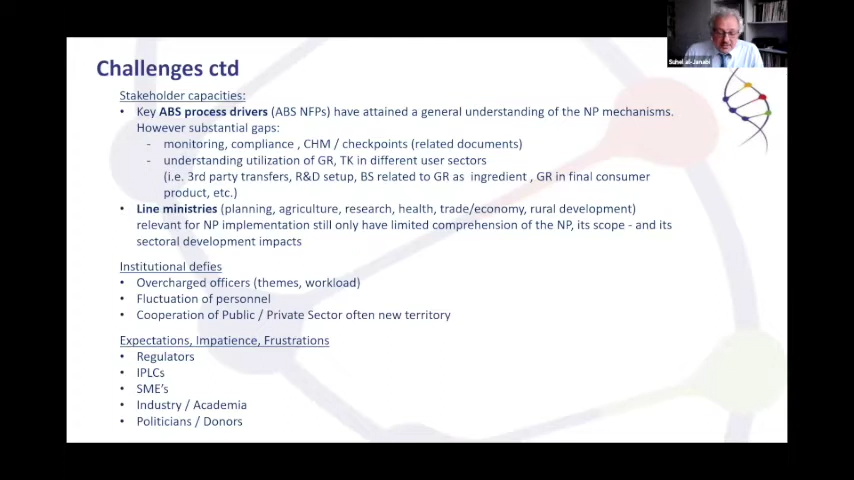 Challenges ctd
Suhel al-Janabi
Stakeholder capacities:
• Key ABS process drivers (ABS NFPs) have attained a general understanding of the NP mechanisms.
However substantial gaps:
- monitoring, compliance , CHM / checkpoints (related documents)
- understanding utilization of GR, TK in different user sectors
(i.e. 3rd party transfers, R&D setup, BS related to GR as ingredient , GR in final consumer
product, etc.)
• Line ministries (planning, agriculture, research, health, trade/economy, rural development)
relevant for NP implementation still only have limited comprehension of the NP, its scope - and its
sectoral development impacts
Institutional defies
• Overcharged officers (themes, workload)
• Fluctuation of personnel
• Cooperation of Public / Private Sector often new territory
Expectations, Impatience, Frustrations
• Regulators
• IPLCs
• SME's
• Industry / Academia
• Politicians / Donors